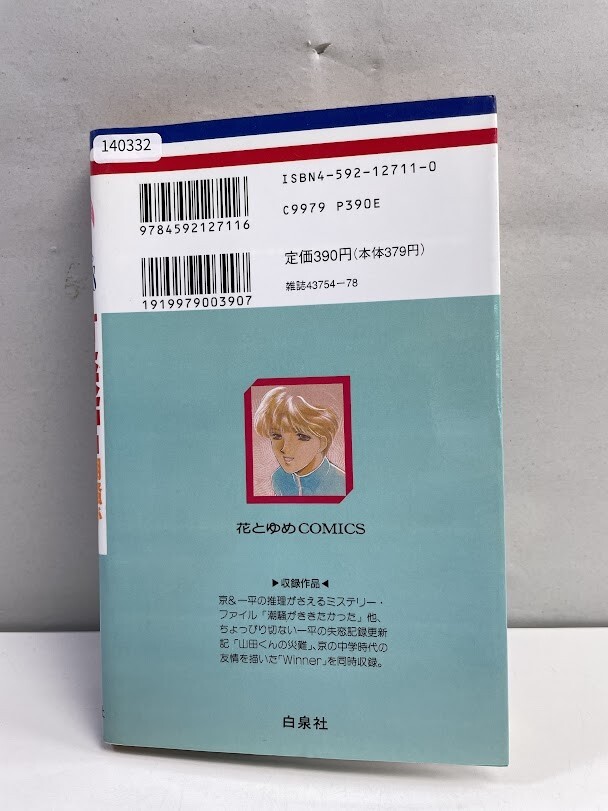 140332
ISBN4-592-12711-0
C9979 P390E
9784592127116
定価390円(本体379円)
雑誌43754-78
1919979003907
花とゆめCOMICS
▶収録作品◀
京&一平の推理がさえるミステリー・
ファイル「潮騒がききたかった」他、
ちょっぴり切ない一平の失恋記録更新
記「山田くんの災難」、京の中学時代の
友情を描いた「Winner」を同時収録。
白泉社